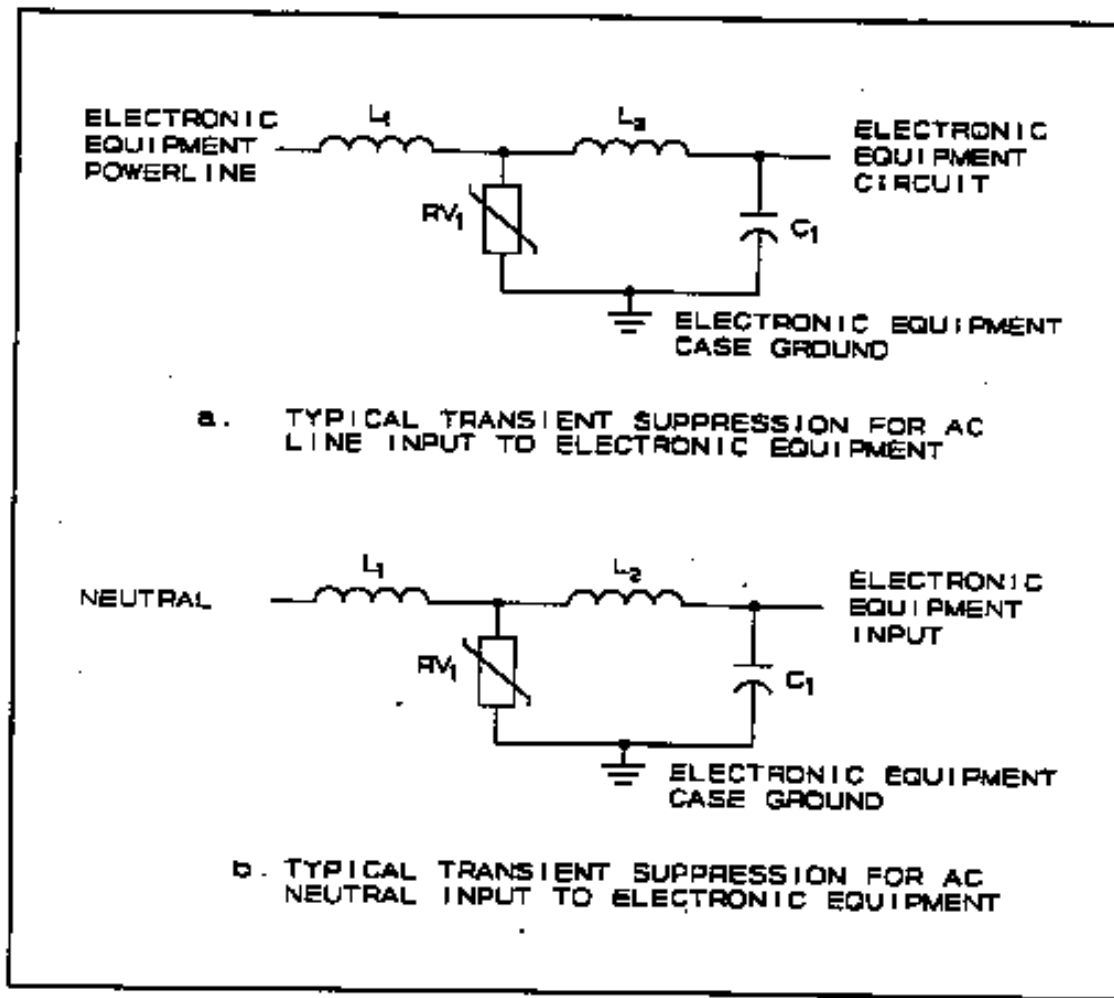 L₁
L₂
ELECTRONIC
EQUIPMENT
POWERLINE
ELECTRONIC
EQUIPMENT
CIRCUIT
RV₁
C₁
ELECTRONIC EQUIPMENT
CASE GROUND
a. TYPICAL TRANSIENT SUPPRESSION FOR AC
LINE INPUT TO ELECTRONIC EQUIPMENT
L₁
L₂
NEUTRAL
ELECTRONIC
EQUIPMENT
INPUT
RV₁
C₁
ELECTRONIC EQUIPMENT
CASE GROUND
b. TYPICAL TRANSIENT SUPPRESSION FOR AC
NEUTRAL INPUT TO ELECTRONIC EQUIPMENT